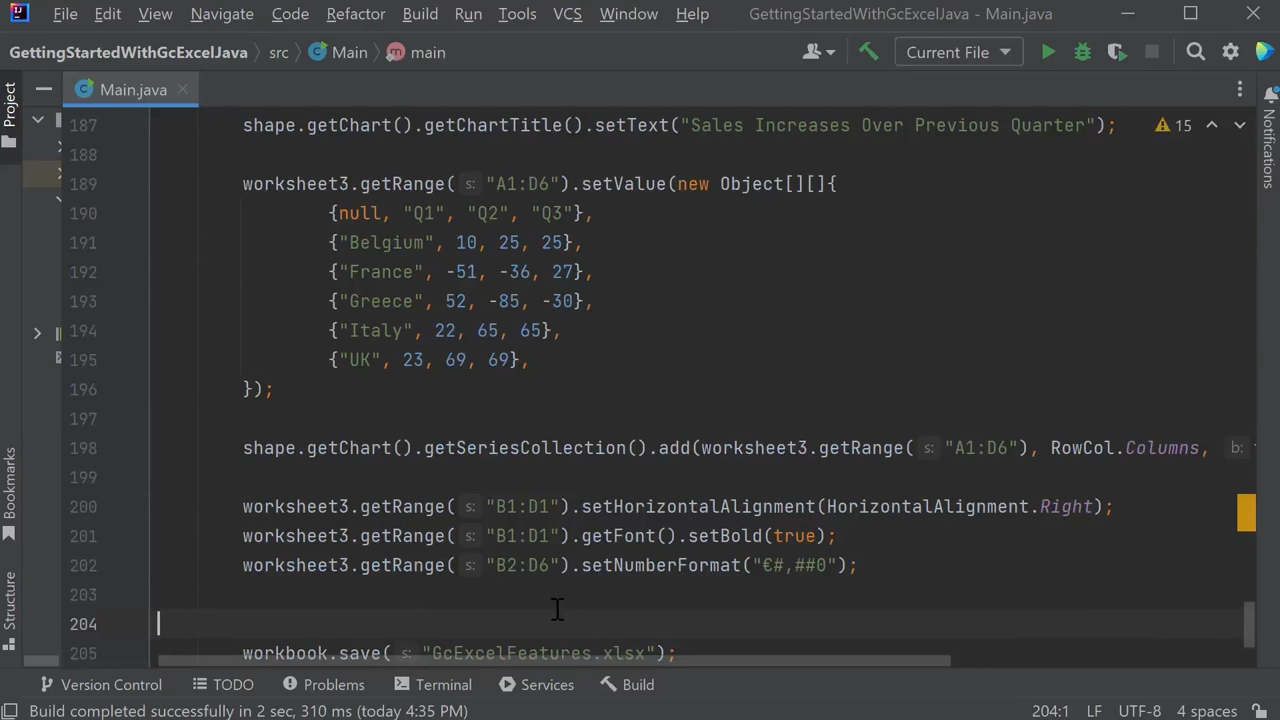 File Edit View Navigate Code Refactor Build Run Tools VCS Window Help GettingStartedWithGcExcelJava - Main.java
GettingStartedWithGcExcelJava src Main main Current File
Project
Main.java
Notifications
187 shape.getChart().getChartTitle().setText("Sales Increases Over Previous Quarter"); 15
188
189 worksheet3.getRange( s: "A1:D6").setValue(new Object[][]{
190 {null, "Q1", "Q2", "Q3"},
191 {"Belgium", 10, 25, 25},
192 {"France", -51, -36, 27},
193 {"Greece", 52, -85, -30},
194 {"Italy", 22, 65, 65},
195 {"UK", 23, 69, 69},
196 });
197
198 shape.getChart().getSeriesCollection().add(worksheet3.getRange( s: "A1:D6"), RowCol.Columns, b:
199
200 worksheet3.getRange( s: "B1:D1").setHorizontalAlignment(HorizontalAlignment.Right);
201 worksheet3.getRange( s: "B1:D1").getFont().setBold(true);
202 worksheet3.getRange( s: "B2:D6").setNumberFormat("€#,##0");
203
204
205 workbook.save( s: "GcExcelFeatures.xlsx");
Bookmarks
Structure
Version Control TODO Problems Terminal Services Build
Build completed successfully in 2 sec, 310 ms (today 4:35 PM) 204:1 LF UTF-8 4 spaces